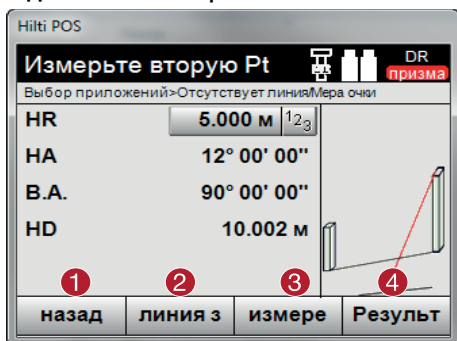 Hilti POS
Измерьте вторую Pt DR
призма
Выбор приложений>Отсутствует линия/Мера очки
HR 5.000 м 123
HA 12° 00' 00"
B.A. 90° 00' 00"
HD 10.002 м
1 2 3 4
назад линия з измере Результ